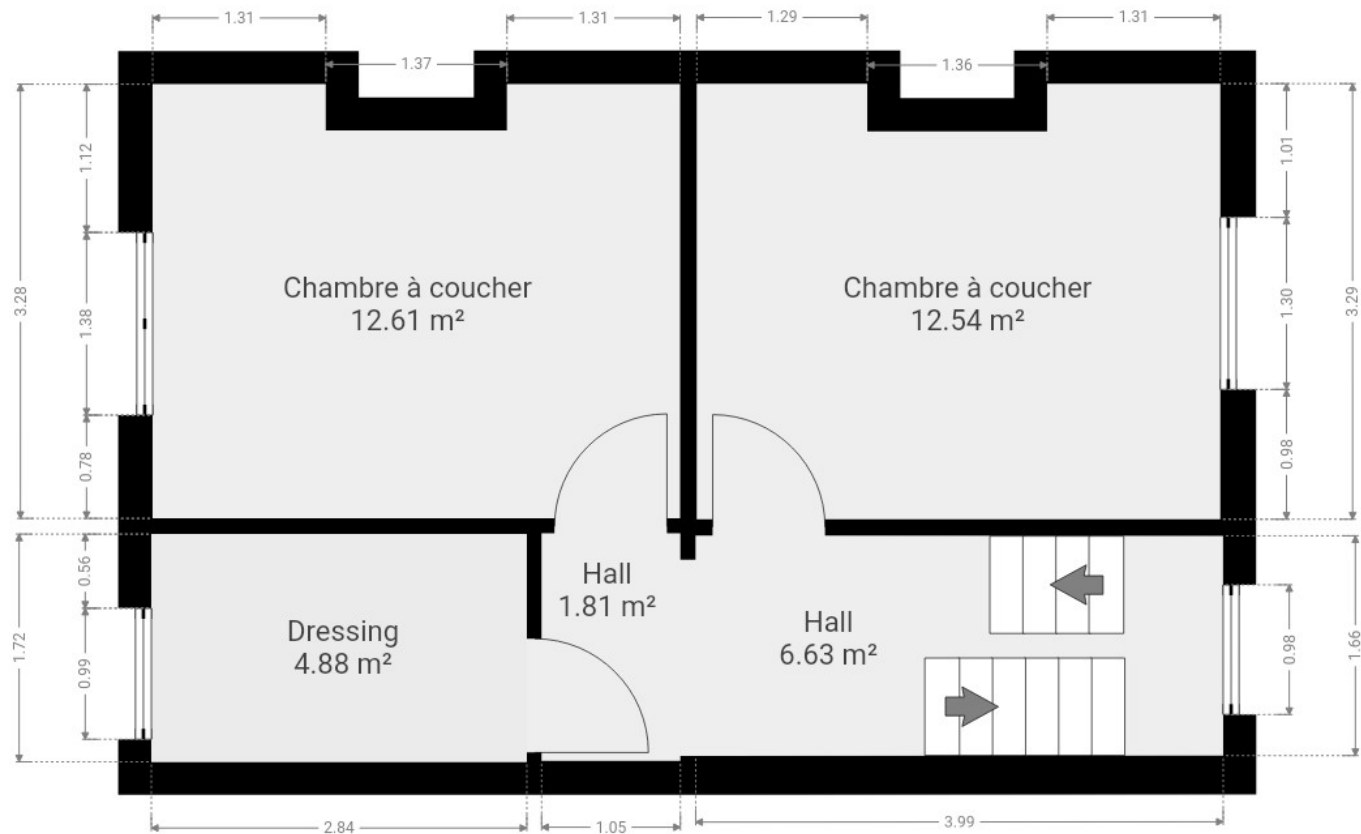 1.31
1.31
1.29
1.31
1.37
1.36
1.12
1.01
3.28
1.38
Chambre à coucher
12.61 m²
Chambre à coucher
12.54 m²
1.30
3.29
0.78
0.98
0.56
Hall
1.81 m²
Dressing
4.88 m²
Hall
6.63 m²
1.72
0.99
0.98
1.66
2.84
1.05
3.99